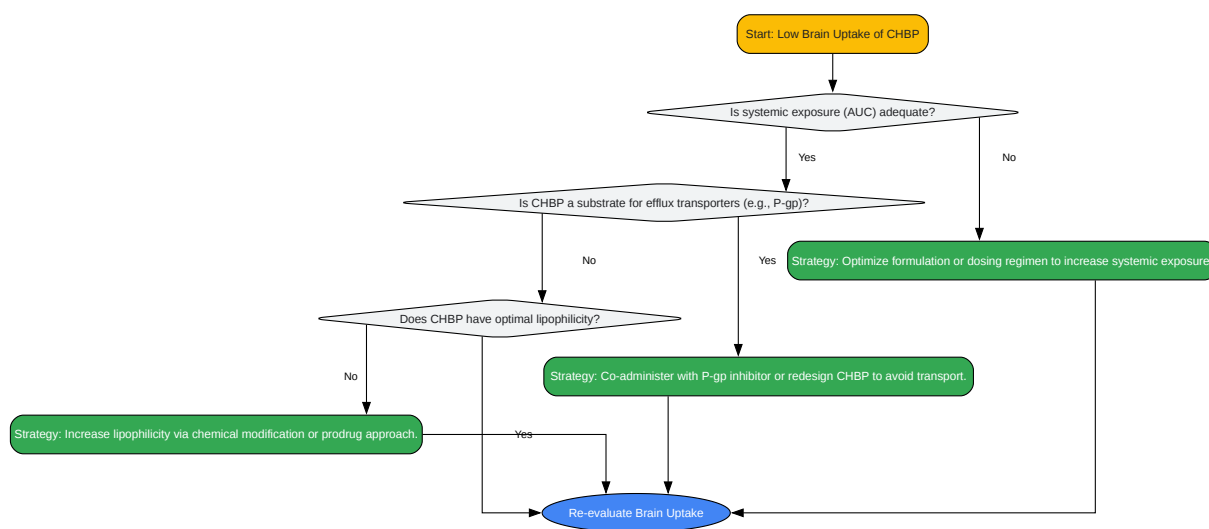 Start: Low Brain Uptake of CHBP
Is systemic exposure (AUC) adequate?
Yes
No
Is CHBP a substrate for efflux transporters (e.g., P-gp)?
No
Yes
Strategy: Optimize formulation or dosing regimen to increase systemic exposure
Does CHBP have optimal lipophilicity?
No
Strategy: Co-administer with P-gp inhibitor or redesign CHBP to avoid transport.
Strategy: Increase lipophilicity via chemical modification or prodrug approach.
Yes
Re-evaluate Brain Uptake